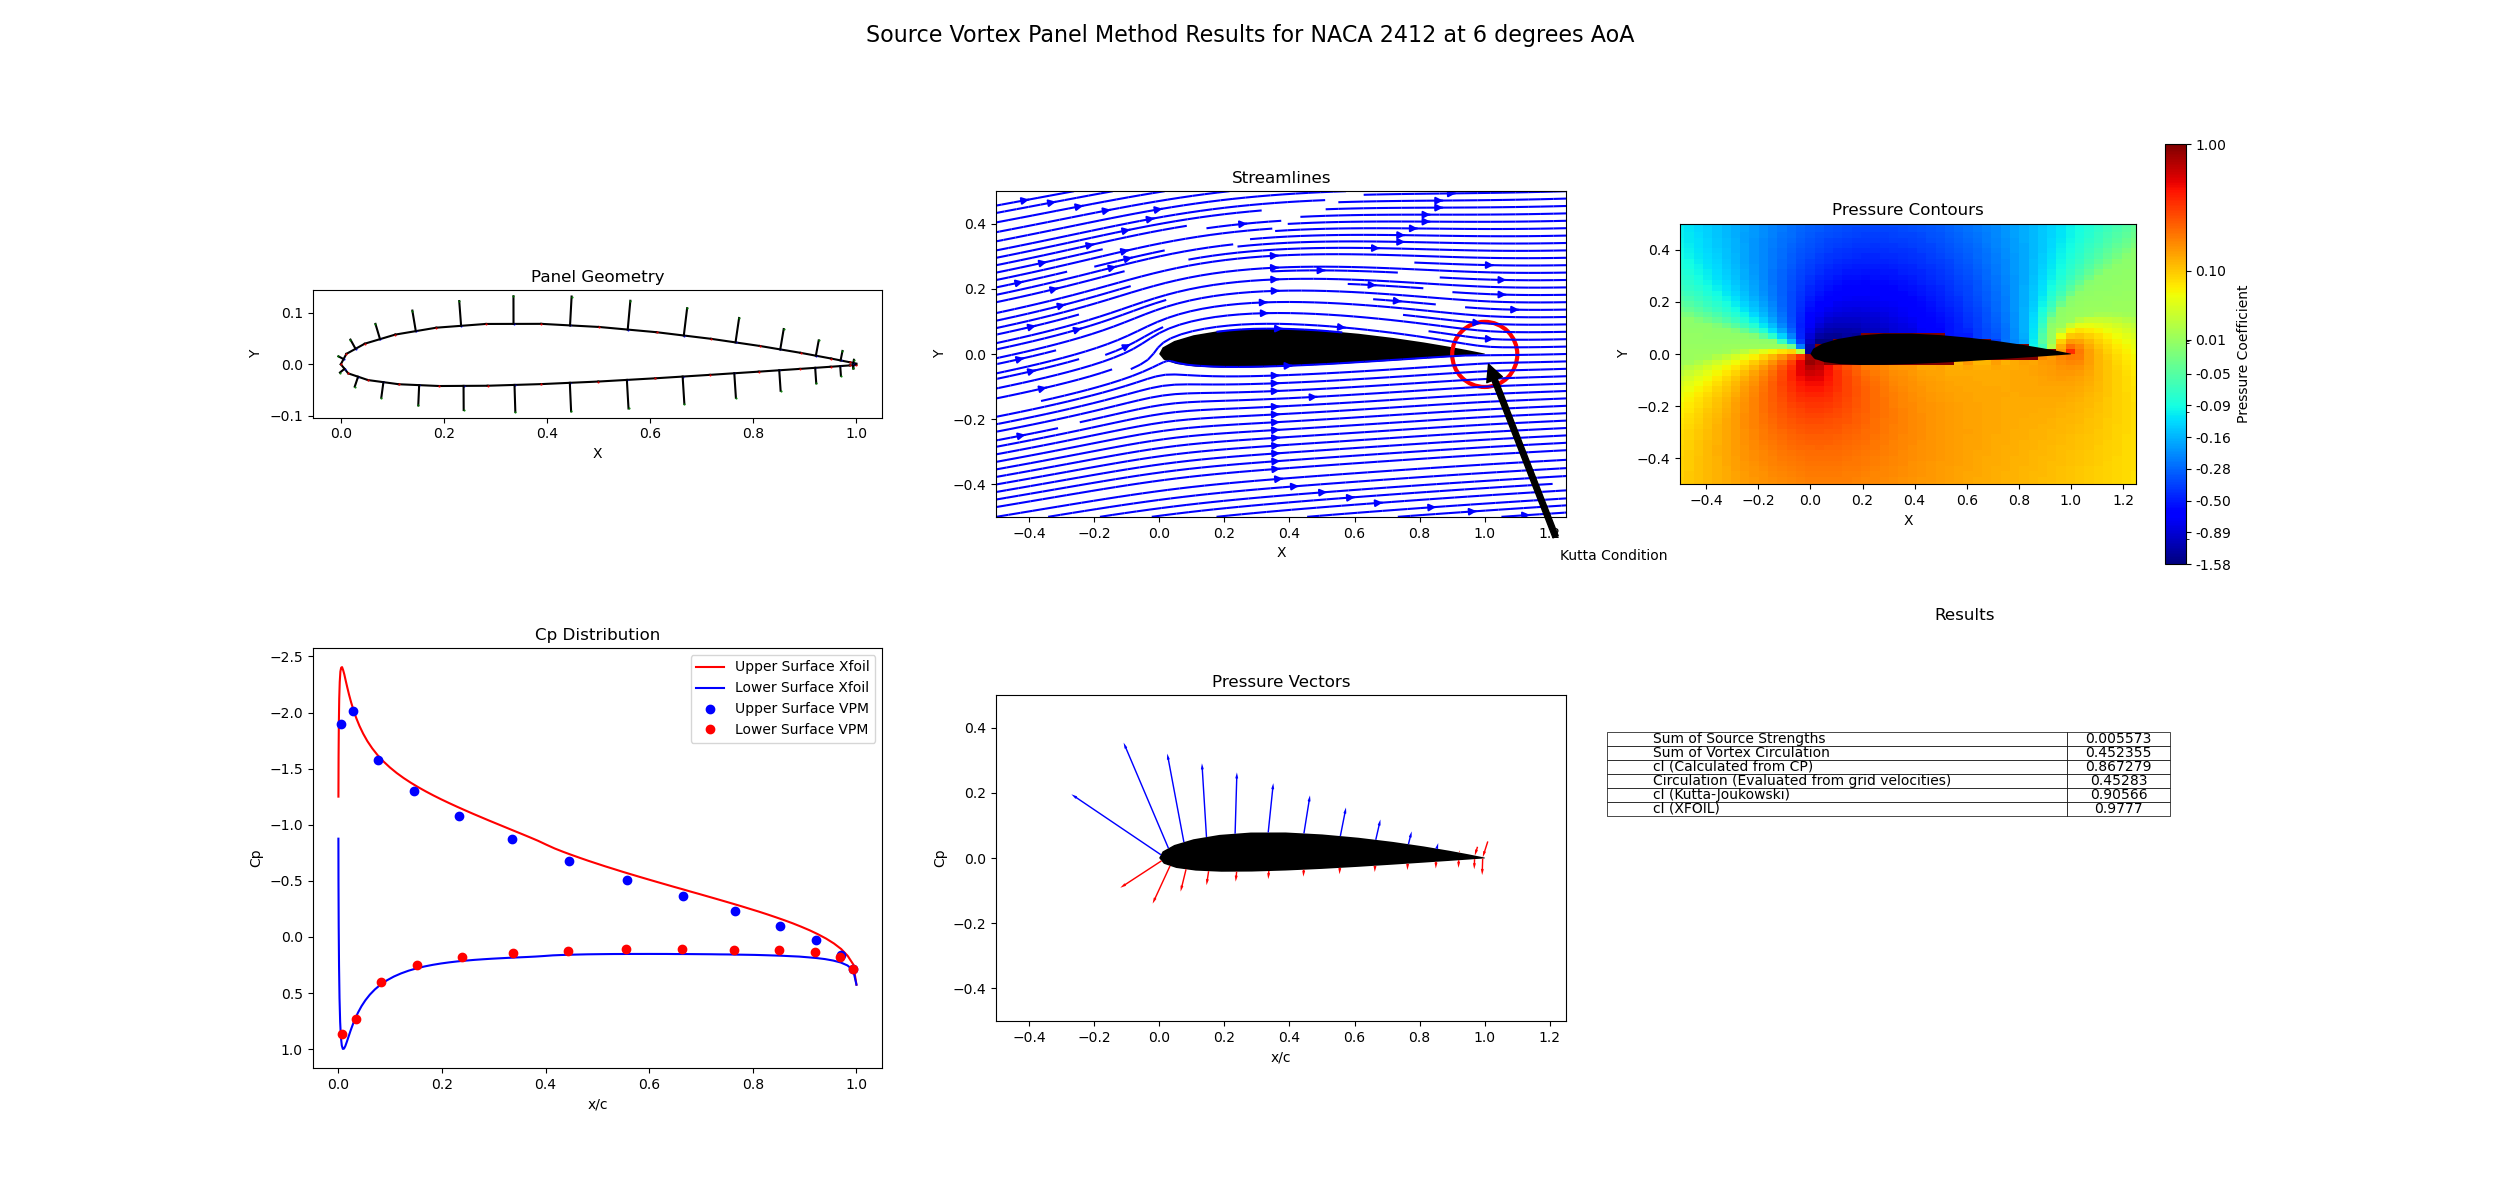 Source Vortex Panel Method Results for NACA 2412 at 6 degrees AoA
Panel Geometry
Y
0.1
0.0
−0.1
0.0 0.2 0.4 0.6 0.8 1.0
X
Streamlines
Y
0.4
0.2
0.0
−0.2
−0.4
−0.4 −0.2 0.0 0.2 0.4 0.6 0.8 1.0 1.2
X
Kutta Condition
Pressure Contours
Y
0.4
0.2
0.0
−0.2
−0.4
−0.4 −0.2 0.0 0.2 0.4 0.6 0.8 1.0 1.2
X
1.00
0.10
0.01
-0.05
-0.09
-0.16
-0.28
-0.50
-0.89
-1.58
Pressure Coefficient
Cp Distribution
Cp
−2.5
−2.0
−1.5
−1.0
−0.5
0.0
0.5
1.0
0.0 0.2 0.4 0.6 0.8 1.0
x/c
Upper Surface Xfoil
Lower Surface Xfoil
Upper Surface VPM
Lower Surface VPM
Pressure Vectors
Cp
0.4
0.2
0.0
−0.2
−0.4
−0.4 −0.2 0.0 0.2 0.4 0.6 0.8 1.0 1.2
x/c
Results
Sum of Source Strengths 0.005573
Sum of Vortex Circulation 0.452355
cl (Calculated from CP) 0.867279
Circulation (Evaluated from grid velocities) 0.45283
cl (Kutta-Joukowski) 0.90566
cl (XFOIL) 0.9777